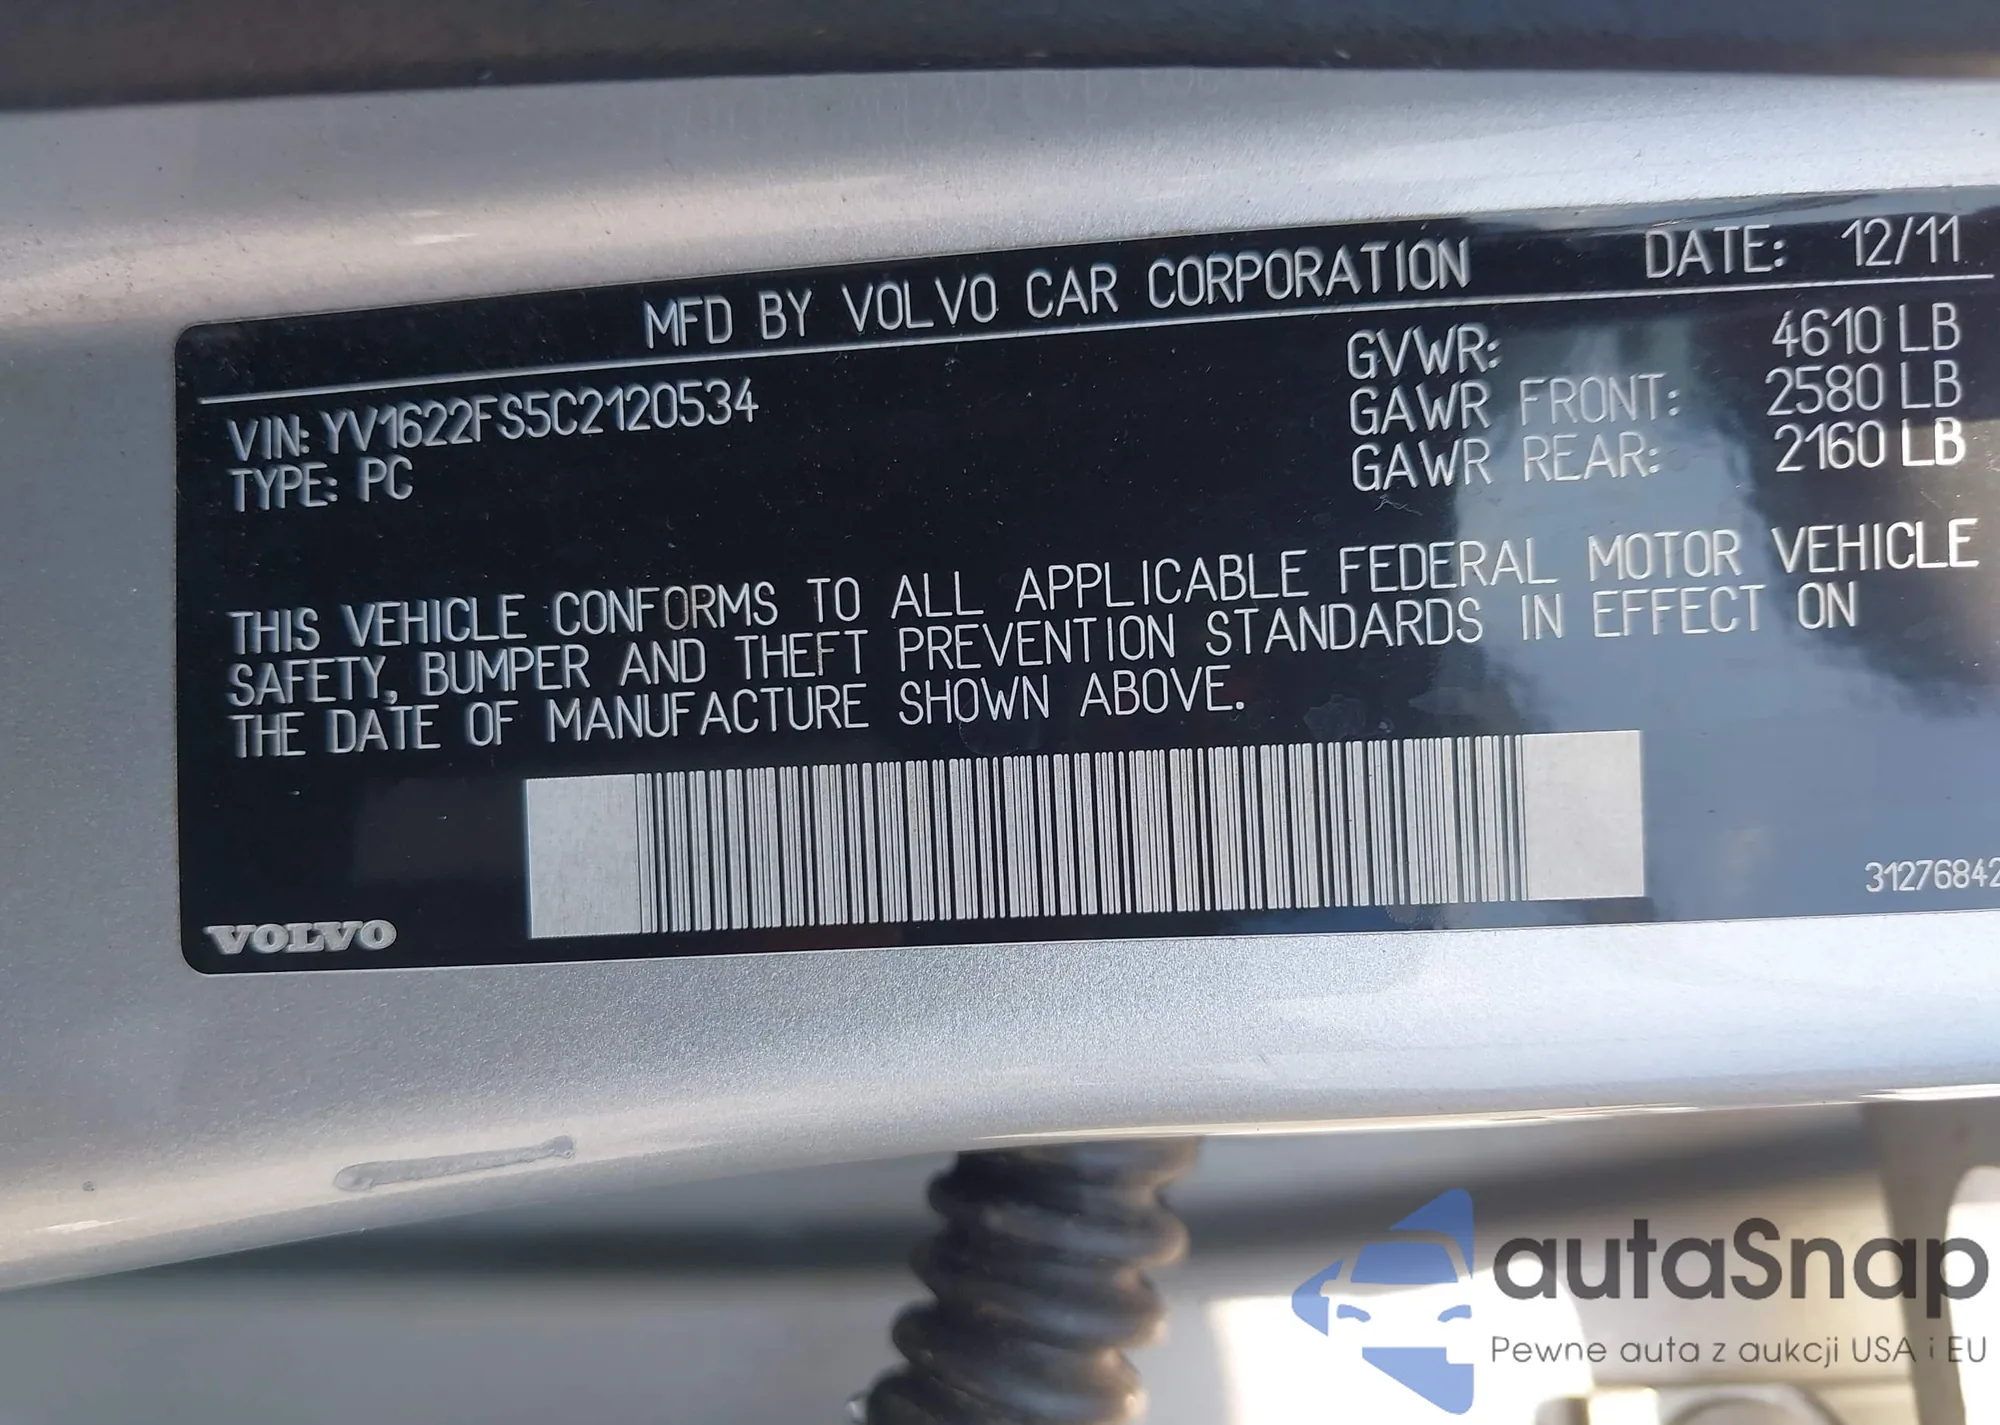 MFD BY VOLVO CAR CORPORATION DATE: 12/11
VIN: YV1622FS5C2120534
TYPE: PC
GVWR: 4610 LB
GAWR FRONT: 2580 LB
GAWR REAR: 2160 LB
THIS VEHICLE CONFORMS TO ALL APPLICABLE FEDERAL MOTOR VEHICLE
SAFETY, BUMPER AND THEFT PREVENTION STANDARDS IN EFFECT ON
THE DATE OF MANUFACTURE SHOWN ABOVE.
31276842
VOLVO
autaSnap
Pewne auta z aukcji USA i EU